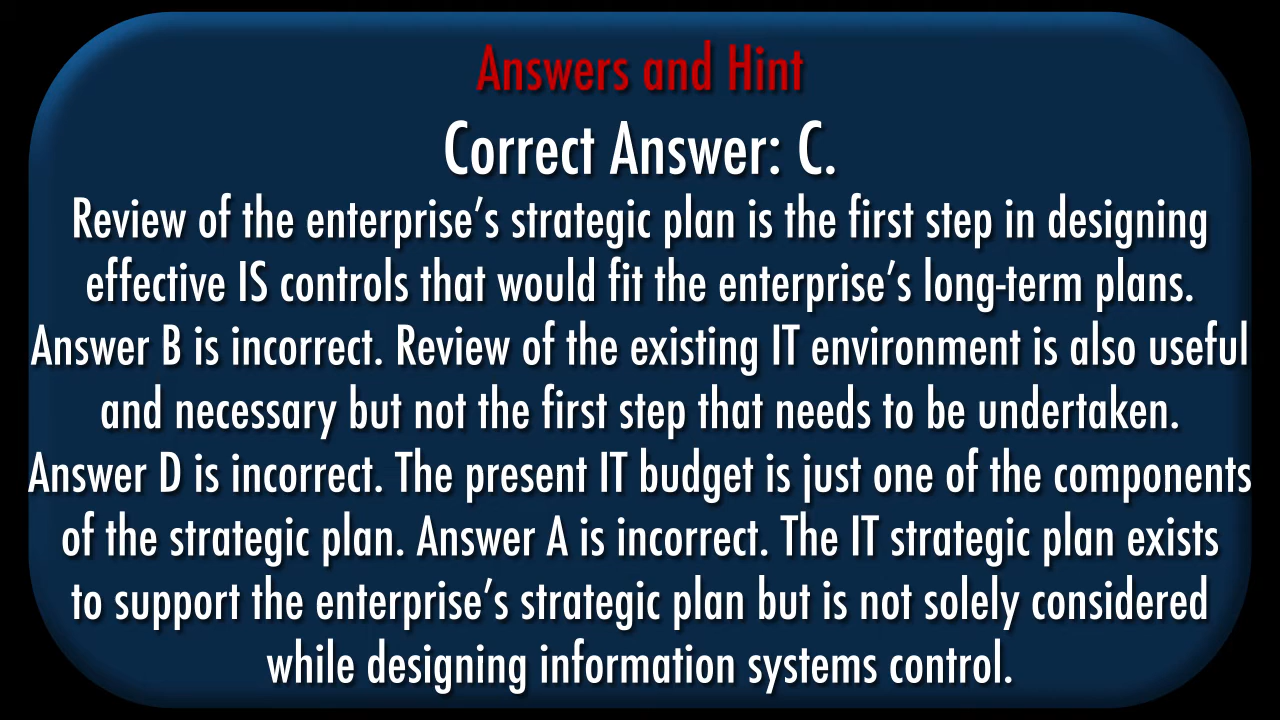 Answers and Hint
Correct Answer: C.
Review of the enterprise’s strategic plan is the first step in designing
effective IS controls that would fit the enterprise’s long-term plans.
Answer B is incorrect. Review of the existing IT environment is also useful
and necessary but not the first step that needs to be undertaken.
Answer D is incorrect. The present IT budget is just one of the components
of the strategic plan. Answer A is incorrect. The IT strategic plan exists
to support the enterprise’s strategic plan but is not solely considered
while designing information systems control.